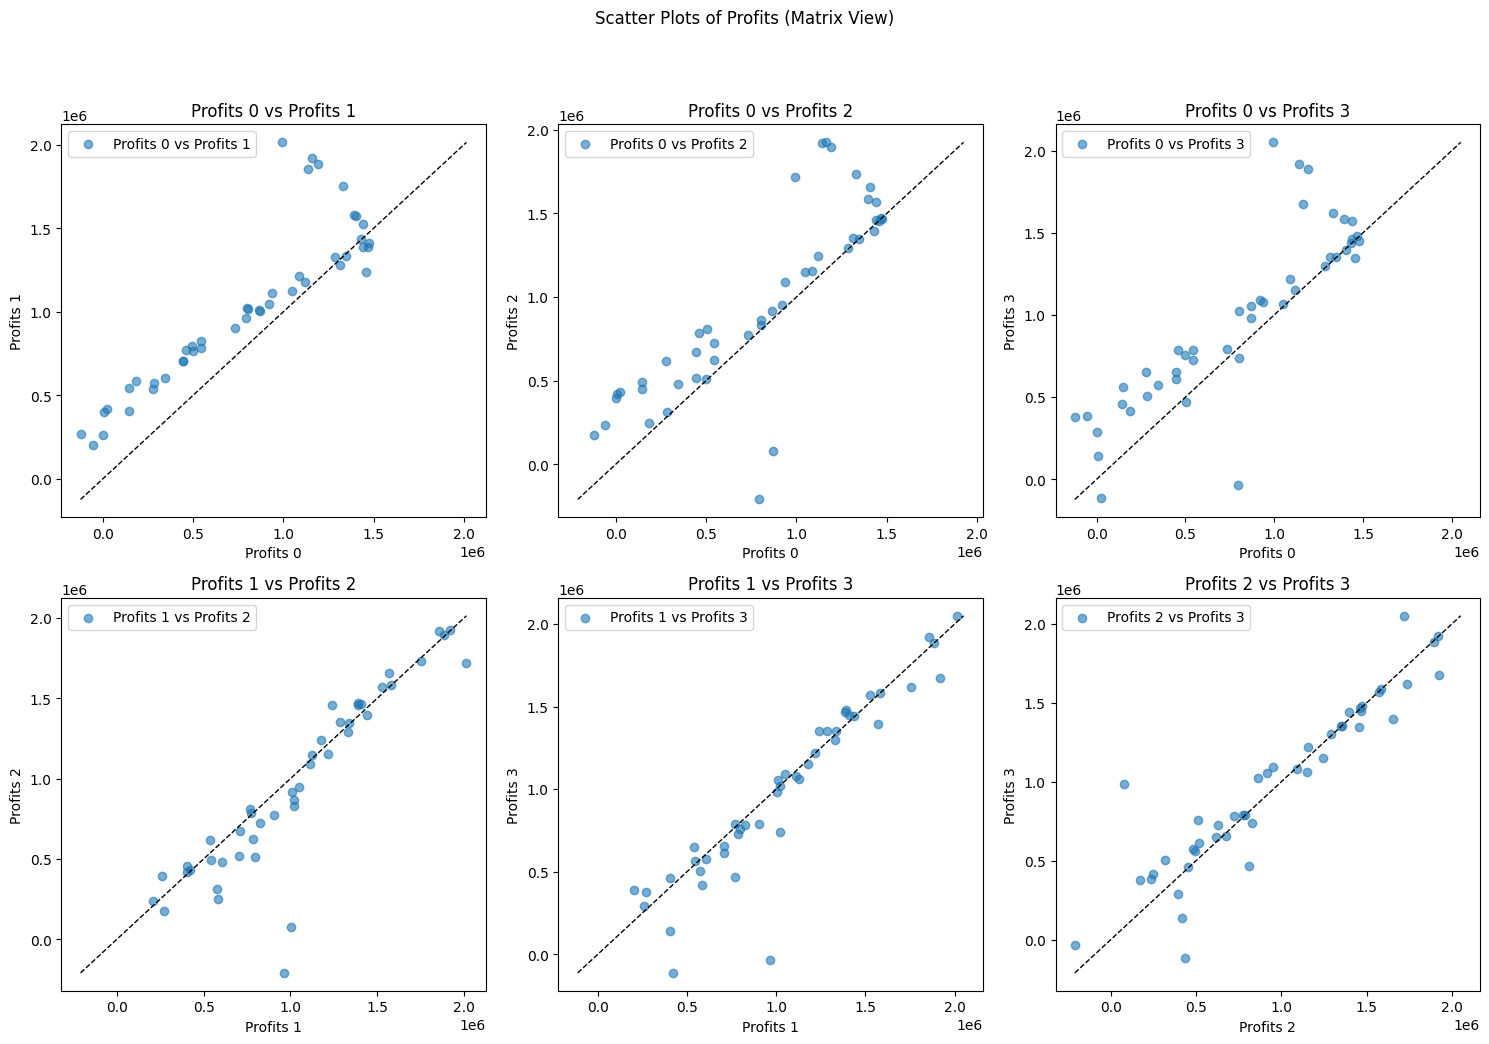 Scatter Plots of Profits (Matrix View)
Profits 0 vs Profits 1
1e6
Profits 0 vs Profits 1
2.0
1.5
1.0
0.5
0.0
Profits 1
0.0 0.5 1.0 1.5 2.0
Profits 0
1e6
Profits 0 vs Profits 2
1e6
Profits 0 vs Profits 2
2.0
1.5
1.0
0.5
0.0
Profits 2
0.0 0.5 1.0 1.5 2.0
Profits 0
1e6
Profits 0 vs Profits 3
1e6
Profits 0 vs Profits 3
2.0
1.5
1.0
0.5
0.0
Profits 3
0.0 0.5 1.0 1.5 2.0
Profits 0
1e6
Profits 1 vs Profits 2
1e6
Profits 1 vs Profits 2
2.0
1.5
1.0
0.5
0.0
Profits 2
0.0 0.5 1.0 1.5 2.0
Profits 1
1e6
Profits 1 vs Profits 3
1e6
Profits 1 vs Profits 3
2.0
1.5
1.0
0.5
0.0
Profits 3
0.0 0.5 1.0 1.5 2.0
Profits 1
1e6
Profits 2 vs Profits 3
1e6
Profits 2 vs Profits 3
2.0
1.5
1.0
0.5
0.0
Profits 3
0.0 0.5 1.0 1.5 2.0
Profits 2
1e6